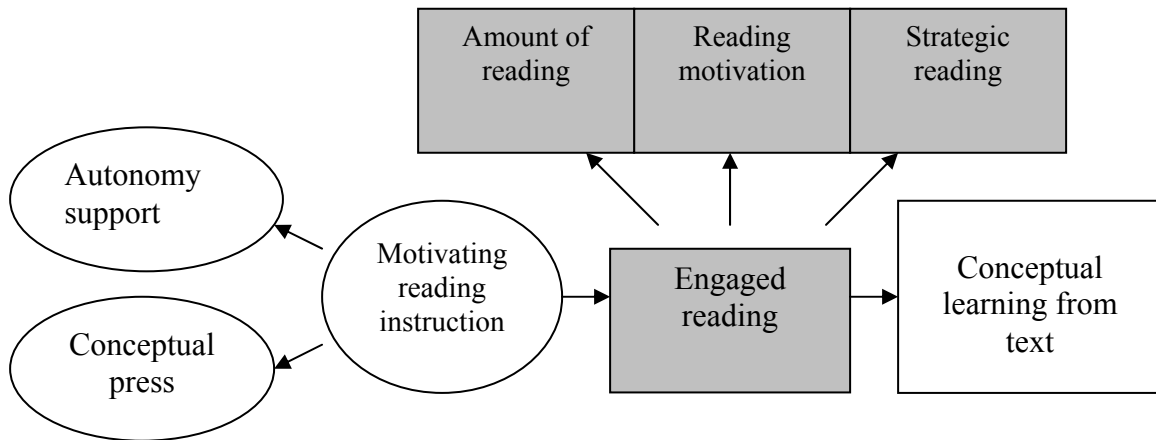 Amount of
reading
Reading
motivation
Strategic
reading
Autonomy
support
Motivating
reading
instruction
Conceptual
press
Engaged
reading
Conceptual
learning from
text